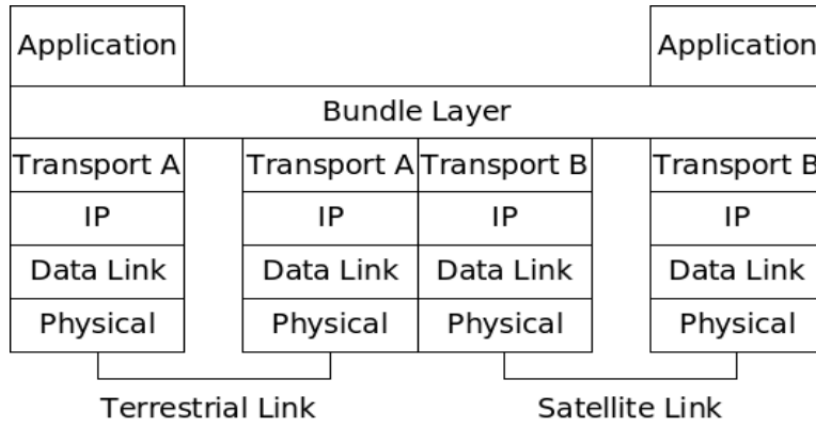 Application Application
Bundle Layer
Transport A Transport A Transport B Transport B
IP IP IP IP
Data Link Data Link Data Link Data Link
Physical Physical Physical Physical
Terrestrial Link Satellite Link